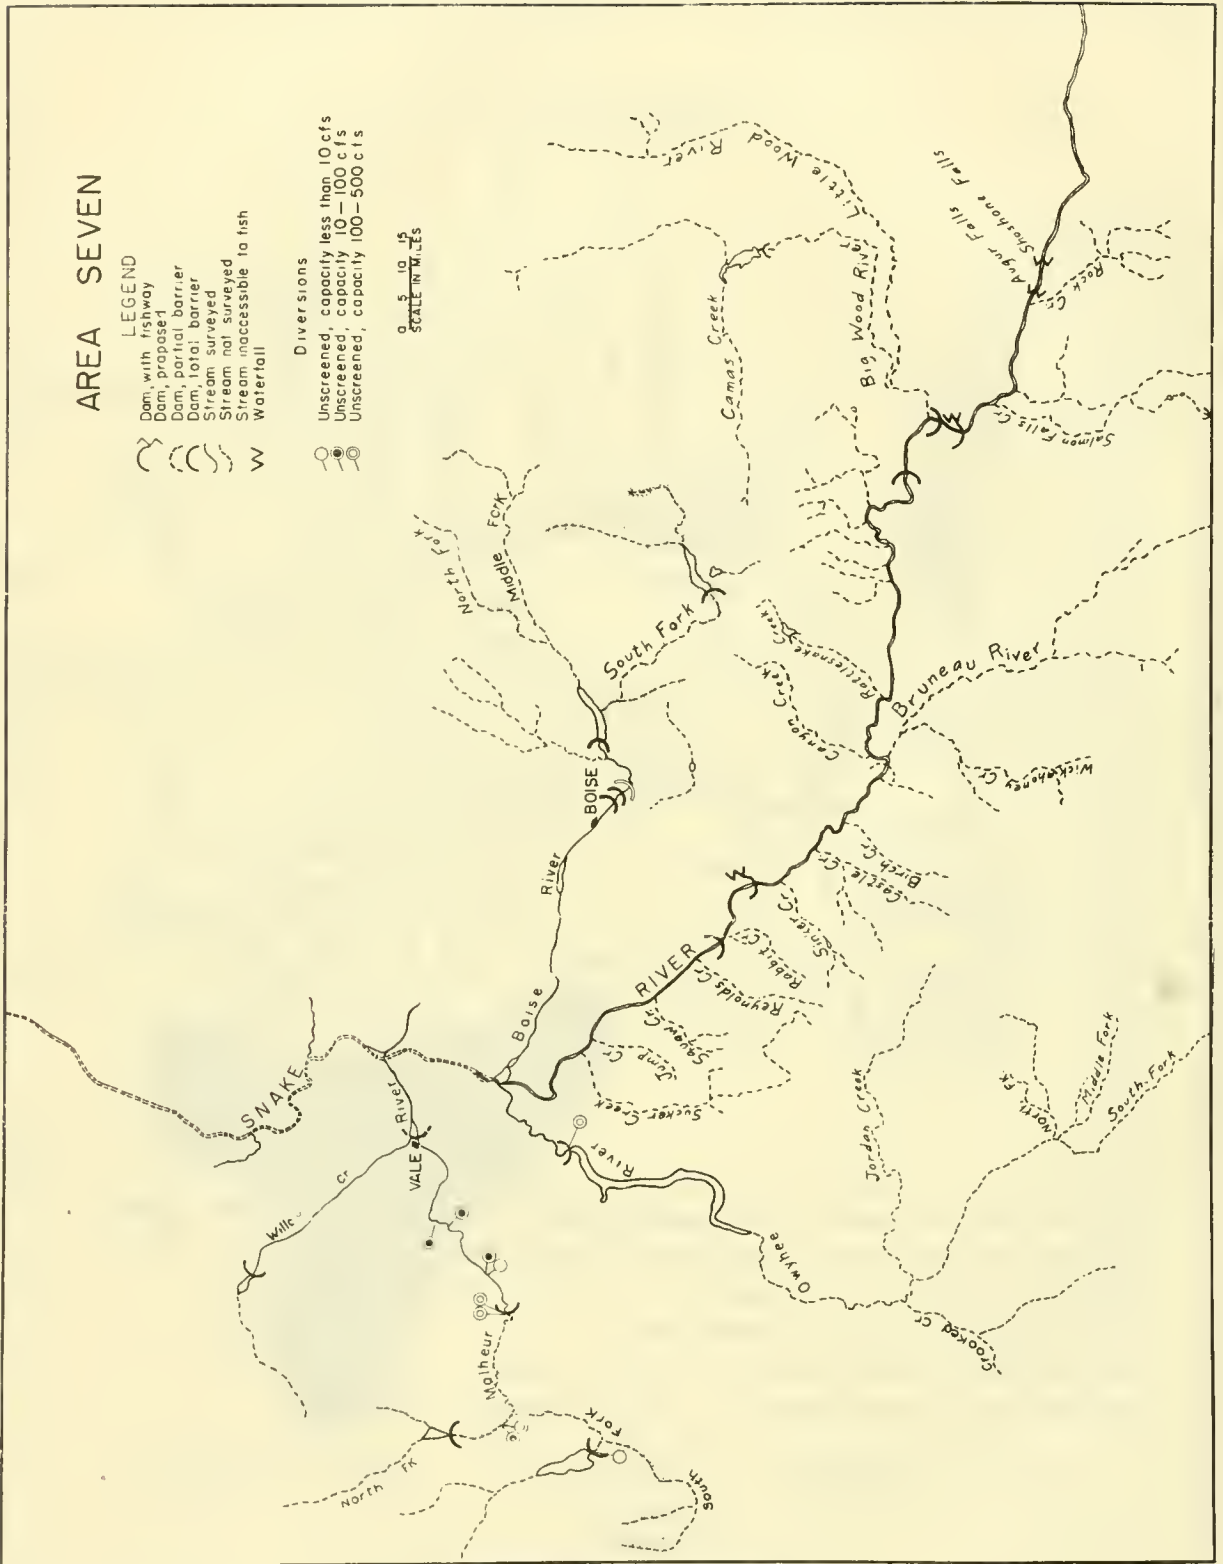 AREA SEVEN
LEGEND
Dam, with fishway
Dam, proposed
Dam, partial barrier
Dam, total barrier
Stream surveyed
Stream not surveyed
Stream inaccessible to fish
Waterfall
Diversions
Unscreened, capacity less than 10 cfs
Unscreened, capacity 10-100 cfs
Unscreened, capacity 100-500 cfs
0 5 10 15
SCALE IN MILES
SNAKE
RIVER
Willow Cr
River
VALE
Malheur
North FK
South
Fork
Boise
River
BOISE
North Fork
Middle Fork
South Fork
Owyhee
River
Crooked Cr
Jordan Creek
North Fk.
Middle Fork
South Fork
Sucker Creek
Jump Cr
Squaw Cr
Reynolds Cr
Rabbit Cr
Sinker Cr
Castle Cr
Birch Cr
Canyon Creek
Rattlesnake Creek
Bruneau River
Wickahoney Cr
Camas Creek
Big Wood River
Little Wood
River
Salmon Falls Cr
Rock Cr
Augur Falls
Shoshone Falls